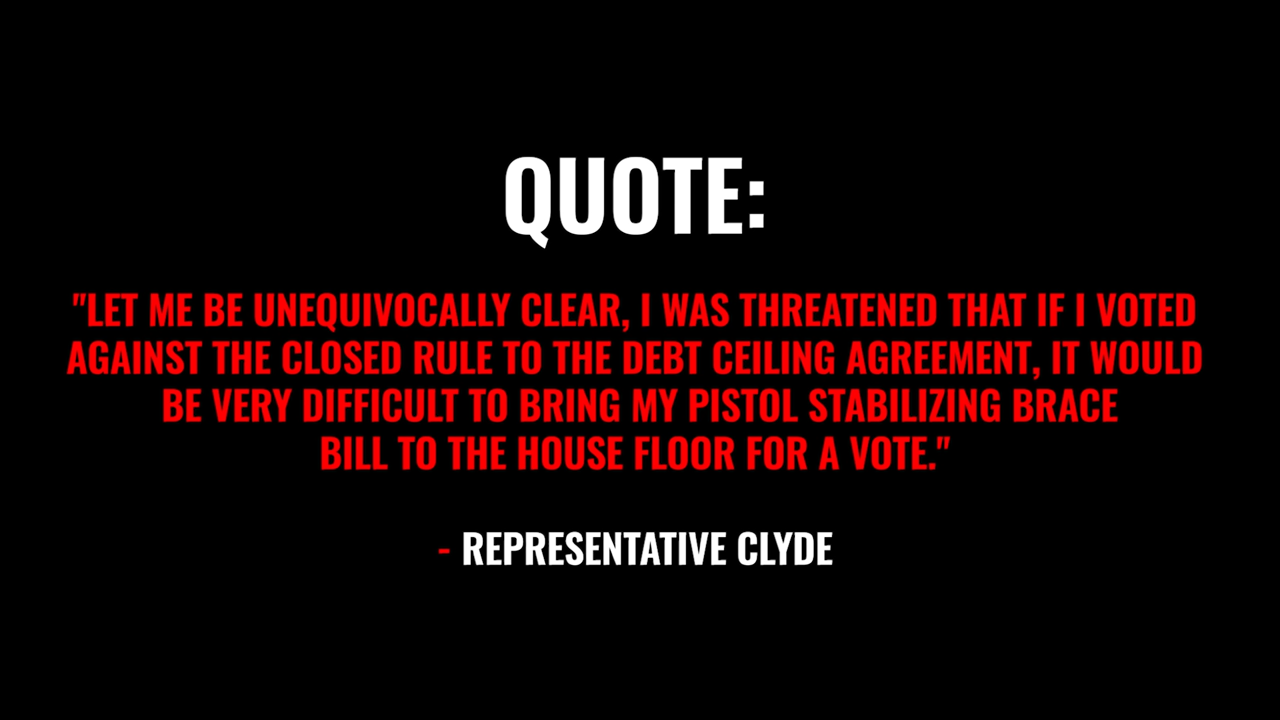 QUOTE:
"LET ME BE UNEQUIVOCALLY CLEAR, I WAS THREATENED THAT IF I VOTED
AGAINST THE CLOSED RULE TO THE DEBT CEILING AGREEMENT, IT WOULD
BE VERY DIFFICULT TO BRING MY PISTOL STABILIZING BRACE
BILL TO THE HOUSE FLOOR FOR A VOTE."
- REPRESENTATIVE CLYDE